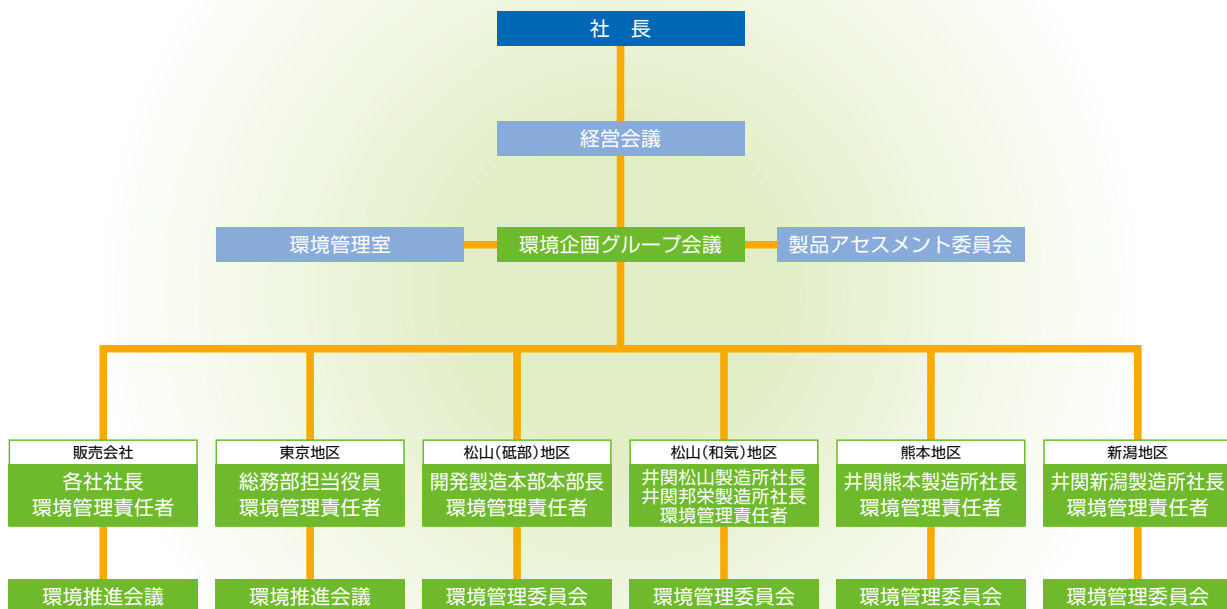 社　長
経営会議
環境管理室
環境企画グループ会議
製品アセスメント委員会
販売会社
各社社長
環境管理責任者
環境推進会議
東京地区
総務部担当役員
環境管理責任者
環境推進会議
松山(砥部)地区
開発製造本部本部長
環境管理責任者
環境管理委員会
松山(和気)地区
井関松山製造所社長
井関邦栄製造所社長
環境管理責任者
環境管理委員会
熊本地区
井関熊本製造所社長
環境管理責任者
環境管理委員会
新潟地区
井関新潟製造所社長
環境管理責任者
環境管理委員会